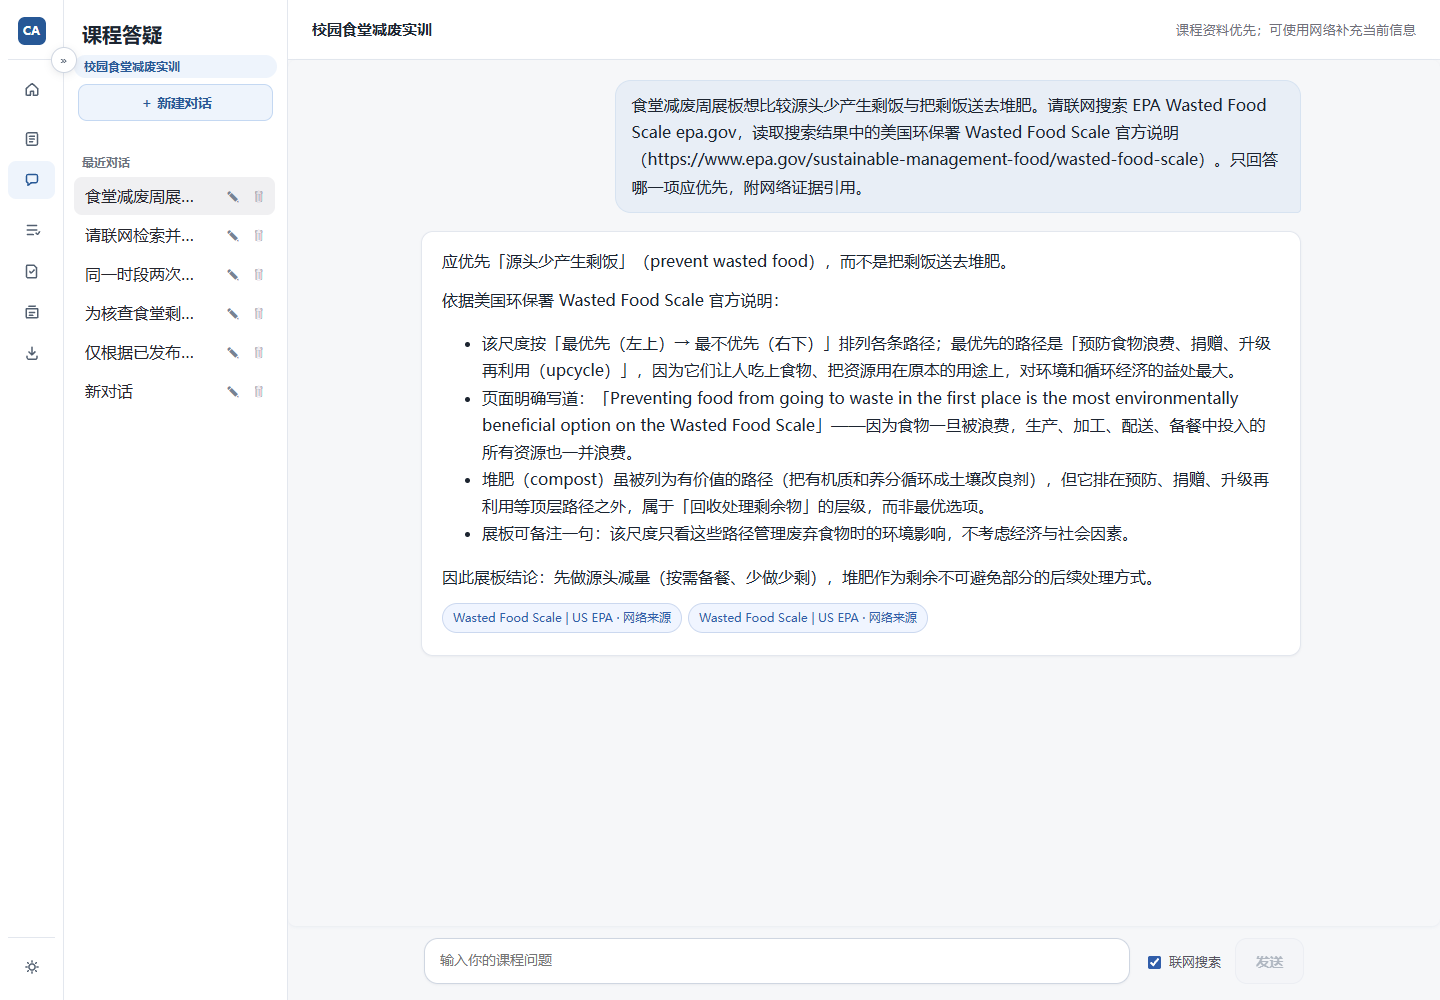 CA
»
课程答疑
校园食堂减废实训
+ 新建对话
最近对话
食堂减废周展...
请联网检索并...
同一时段两次...
为核查食堂剩...
仅根据已发布...
新对话
校园食堂减废实训
课程资料优先；可使用网络补充当前信息
食堂减废周展板想比较源头少产生剩饭与把剩饭送去堆肥。请联网搜索 EPA Wasted Food
Scale epa.gov，读取搜索结果中的美国环保署 Wasted Food Scale 官方说明
（https://www.epa.gov/sustainable-management-food/wasted-food-scale）。只回答
哪一项应优先，附网络证据引用。
应优先「源头少产生剩饭」（prevent wasted food），而不是把剩饭送去堆肥。
依据美国环保署 Wasted Food Scale 官方说明：
• 该尺度按「最优先（左上）→ 最不优先（右下）」排列各条路径；最优先的路径是「预防食物浪费、捐赠、升级
再利用（upcycle）」，因为它们让人吃上食物、把资源用在原本的用途上，对环境和循环经济的益处最大。
• 页面明确写道：「Preventing food from going to waste in the first place is the most environmentally
beneficial option on the Wasted Food Scale」——因为食物一旦被浪费，生产、加工、配送、备餐中投入的
所有资源也一并浪费。
• 堆肥（compost）虽被列为有价值的路径（把有机质和养分循环成土壤改良剂），但它排在预防、捐赠、升级再
利用等顶层路径之外，属于「回收处理剩余物」的层级，而非最优选项。
• 展板可备注一句：该尺度只看这些路径管理废弃食物时的环境影响，不考虑经济与社会因素。
因此展板结论：先做源头减量（按需备餐、少做少剩），堆肥作为剩余不可避免部分的后续处理方式。
Wasted Food Scale | US EPA · 网络来源
Wasted Food Scale | US EPA · 网络来源
输入你的课程问题
联网搜索
发送